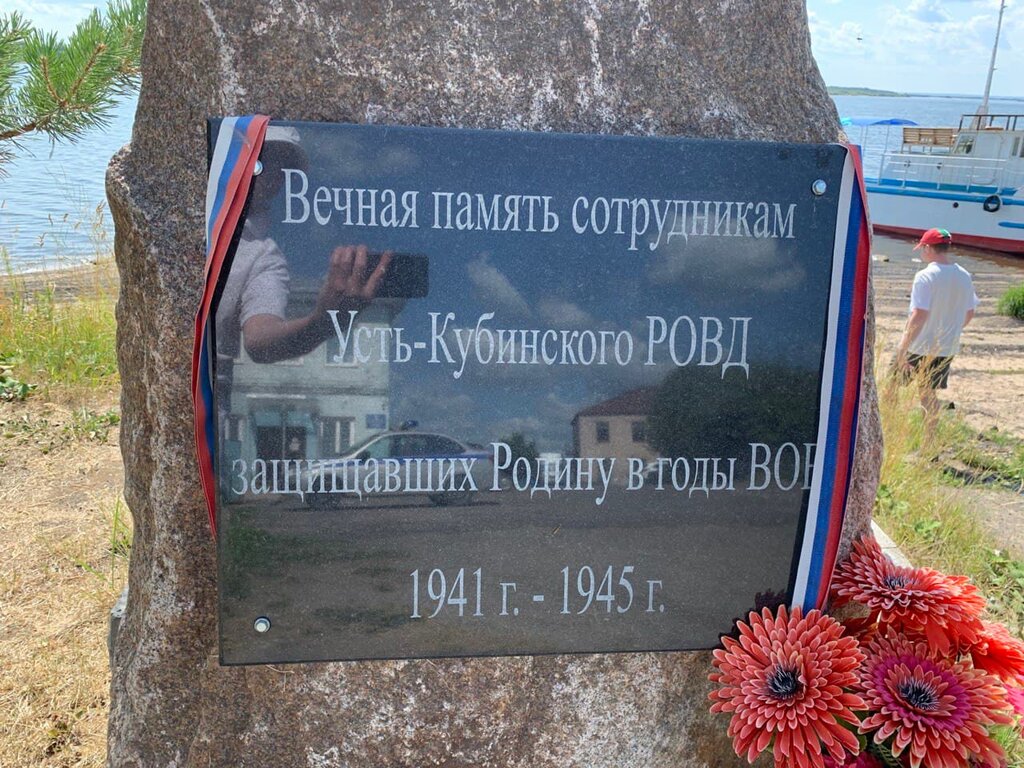 Вечная память сотрудникам
Усть-Кубинского РОВД
защищавших Родину в годы ВОВ
1941 г. - 1945 г.